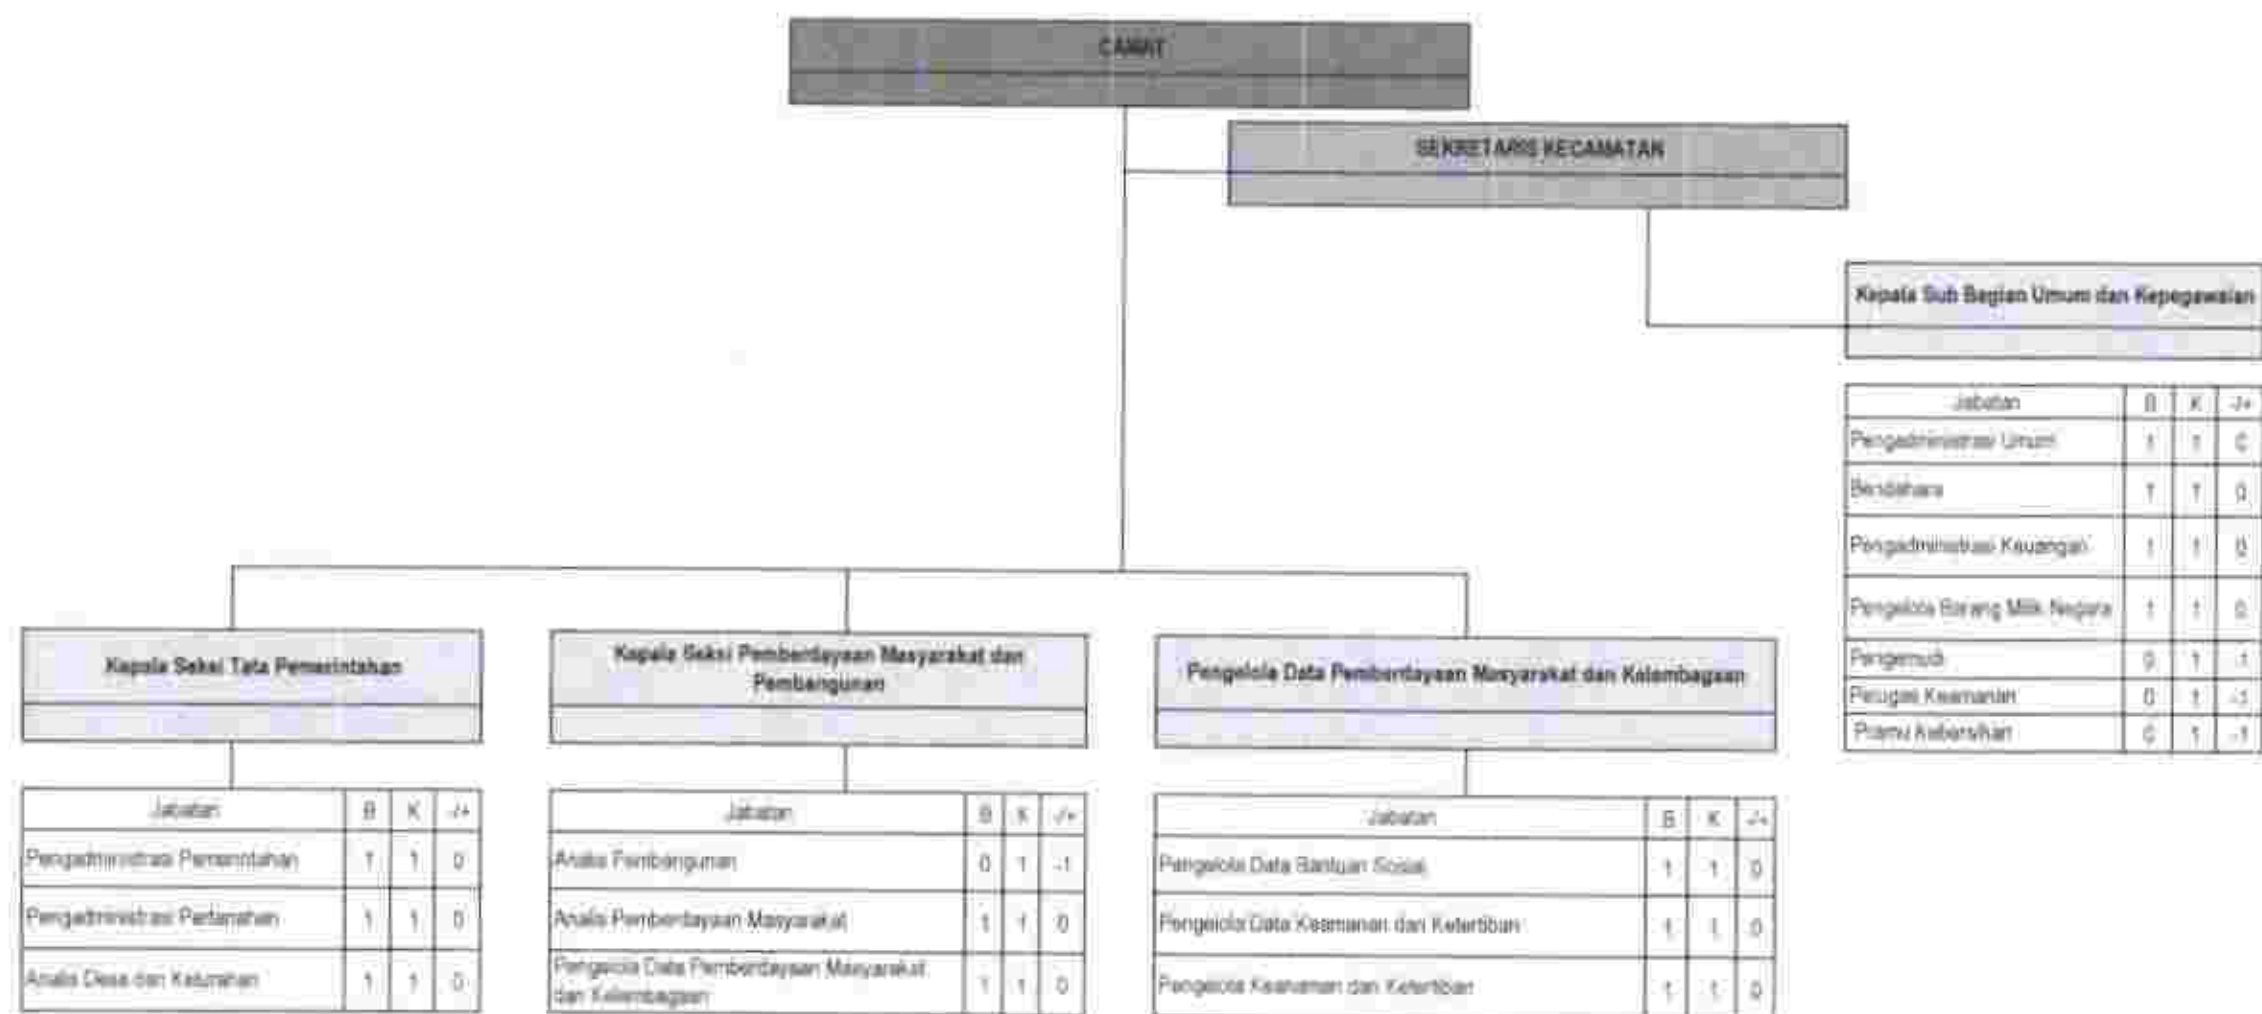 CAMAT
SEKRETARIS KECAMATAN
Kepala Sub Bagian Umum dan Kepegawaian
Jabatan B K -/+
Pengadministrasi Umum 1 1 0
Bendahara 1 1 0
Pengadministrasi Keuangan 1 1 0
Pengelola Barang Milik Negara 1 1 0
Pengemudi 0 1 -1
Petugas Keamanan 0 1 -1
Pramu Kebersihan 0 1 -1
Kepala Seksi Tata Pemerintahan
Jabatan B K -/+
Pengadministrasi Pemerintahan 1 1 0
Pengadministrasi Pertanahan 1 1 0
Analis Desa dan Kelurahan 1 1 0
Kepala Seksi Pemberdayaan Masyarakat dan
Pembangunan
Jabatan B K -/+
Analis Pembangunan 0 1 -1
Analis Pemberdayaan Masyarakat 1 1 0
Pengelola Data Pemberdayaan Masyarakat
dan Kelembagaan 1 1 0
Pengelola Data Pemberdayaan Masyarakat dan Kelembagaan
Jabatan B K -/+
Pengelola Data Bantuan Sosial 1 1 0
Pengelola Data Keamanan dan Ketertiban 1 1 0
Pengelola Keamanan dan Ketertiban 1 1 0